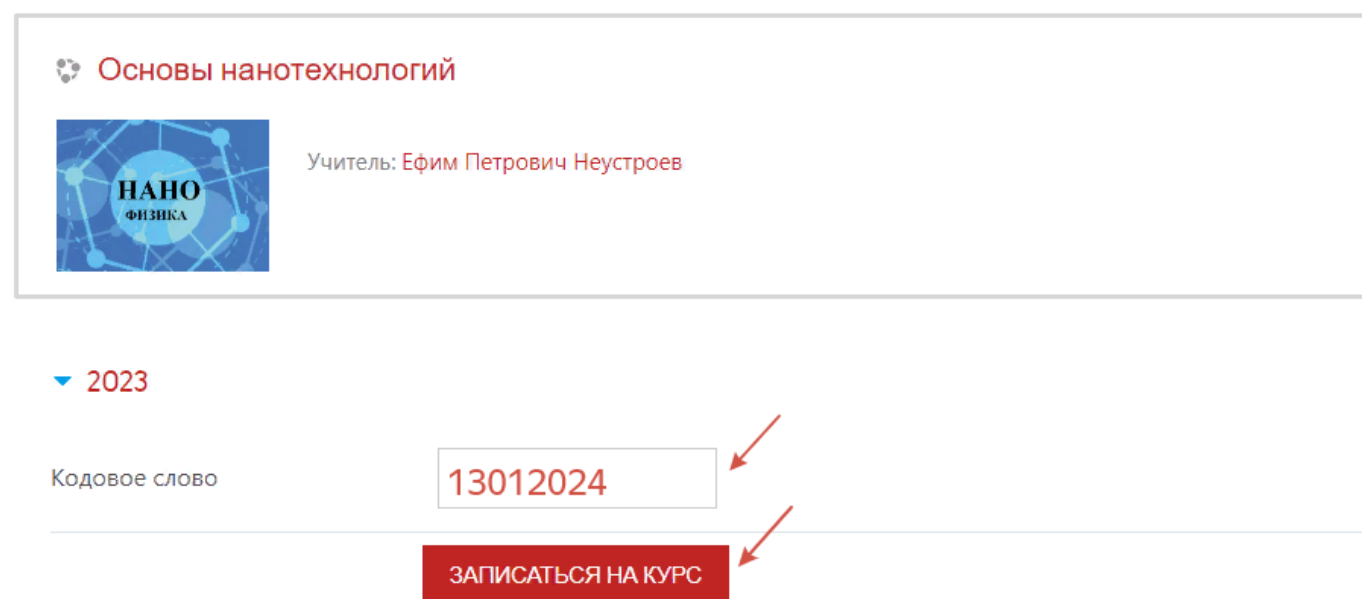 Основы нанотехнологий
НАНО
ФИЗИКА
Учитель: Ефим Петрович Неустроев
2023
Кодовое слово
13012024
ЗАПИСАТЬСЯ НА КУРС